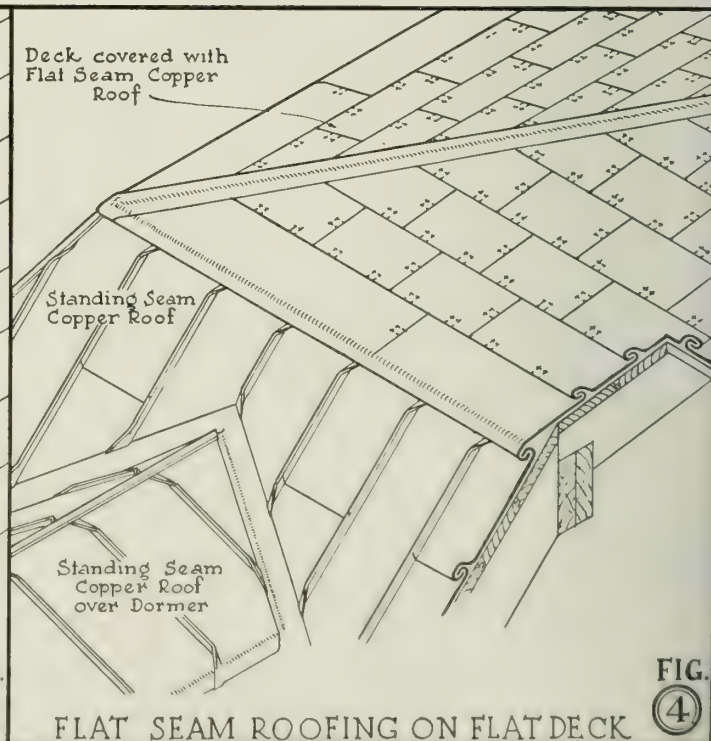 Deck covered with
Flat Seam Copper
Roof
Standing Seam
Copper Roof
Standing Seam
Copper Roof
over Dormer
FLAT SEAM ROOFING ON FLAT DECK
FIG.
4